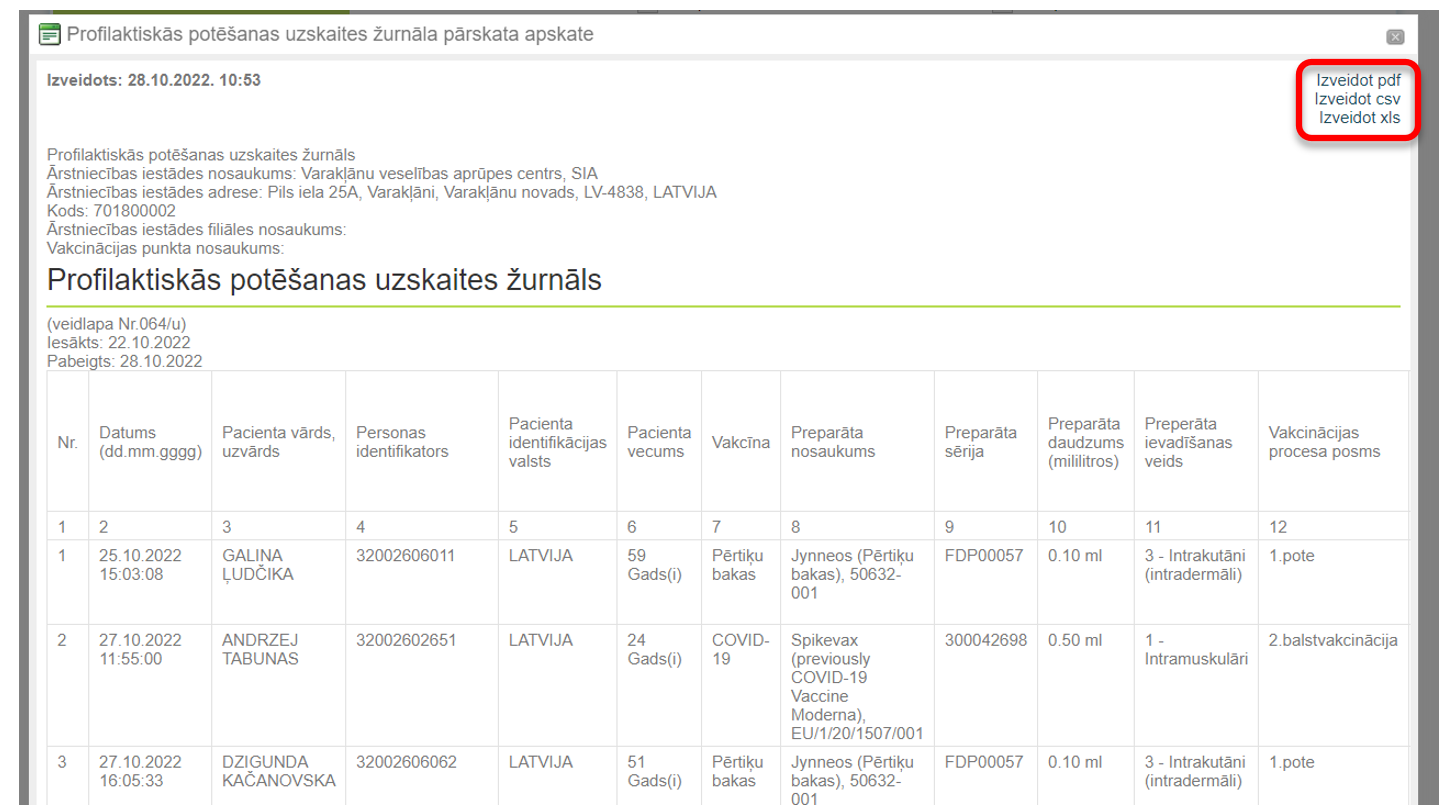 Profilaktiskās potēšanas uzskaites žurnāla pārskata apskate
Izveidots: 28.10.2022. 10:53
Izveidot pdf
Izveidot csv
Izveidot xls
Profilaktiskās potēšanas uzskaites žurnāls
Ārstniecības iestādes nosaukums: Varakļānu veselības aprūpes centrs, SIA
Ārstniecības iestādes adrese: Pils iela 25A, Varakļāni, Varakļānu novads, LV-4838, LATVIJA
Kods: 701800002
Ārstniecības iestādes filiāles nosaukums:
Vakcinācijas punkta nosaukums:
Profilaktiskās potēšanas uzskaites žurnāls
(veidlapa Nr.064/u)
Iesākts: 22.10.2022
Pabeigts: 28.10.2022
Nr.
Datums
(dd.mm.gggg)
Pacienta vārds,
uzvārds
Personas
identifikators
Pacienta
identifikācijas
valsts
Pacienta
vecums
Vakcīna
Preparāta
nosaukums
Preparāta
sērija
Preparāta
daudzums
(mililitros)
Preperāta
ievadīšanas
veids
Vakcinācijas
procesa posms
1 2 3 4 5 6 7 8 9 10 11 12
1
25.10.2022
15:03:08
GALINA
ĻUDČIKA
32002606011
LATVIJA
59
Gads(i)
Pērtiķu
bakas
Jynneos (Pērtiķu
bakas), 50632-
001
FDP00057
0.10 ml
3 - Intrakutāni
(intradermāli)
1.pote
2
27.10.2022
11:55:00
ANDRZEJ
TABUNAS
32002602651
LATVIJA
24
Gads(i)
COVID-
19
Spikevax
(previously
COVID-19
Vaccine
Moderna),
EU/1/20/1507/001
300042698
0.50 ml
1 -
Intramuskulāri
2.balstvakcinācija
3
27.10.2022
16:05:33
DZIGUNDA
KAČANOVSKA
32002606062
LATVIJA
51
Gads(i)
Pērtiķu
bakas
Jynneos (Pērtiķu
bakas), 50632-
001
FDP00057
0.10 ml
3 - Intrakutāni
(intradermāli)
1.pote